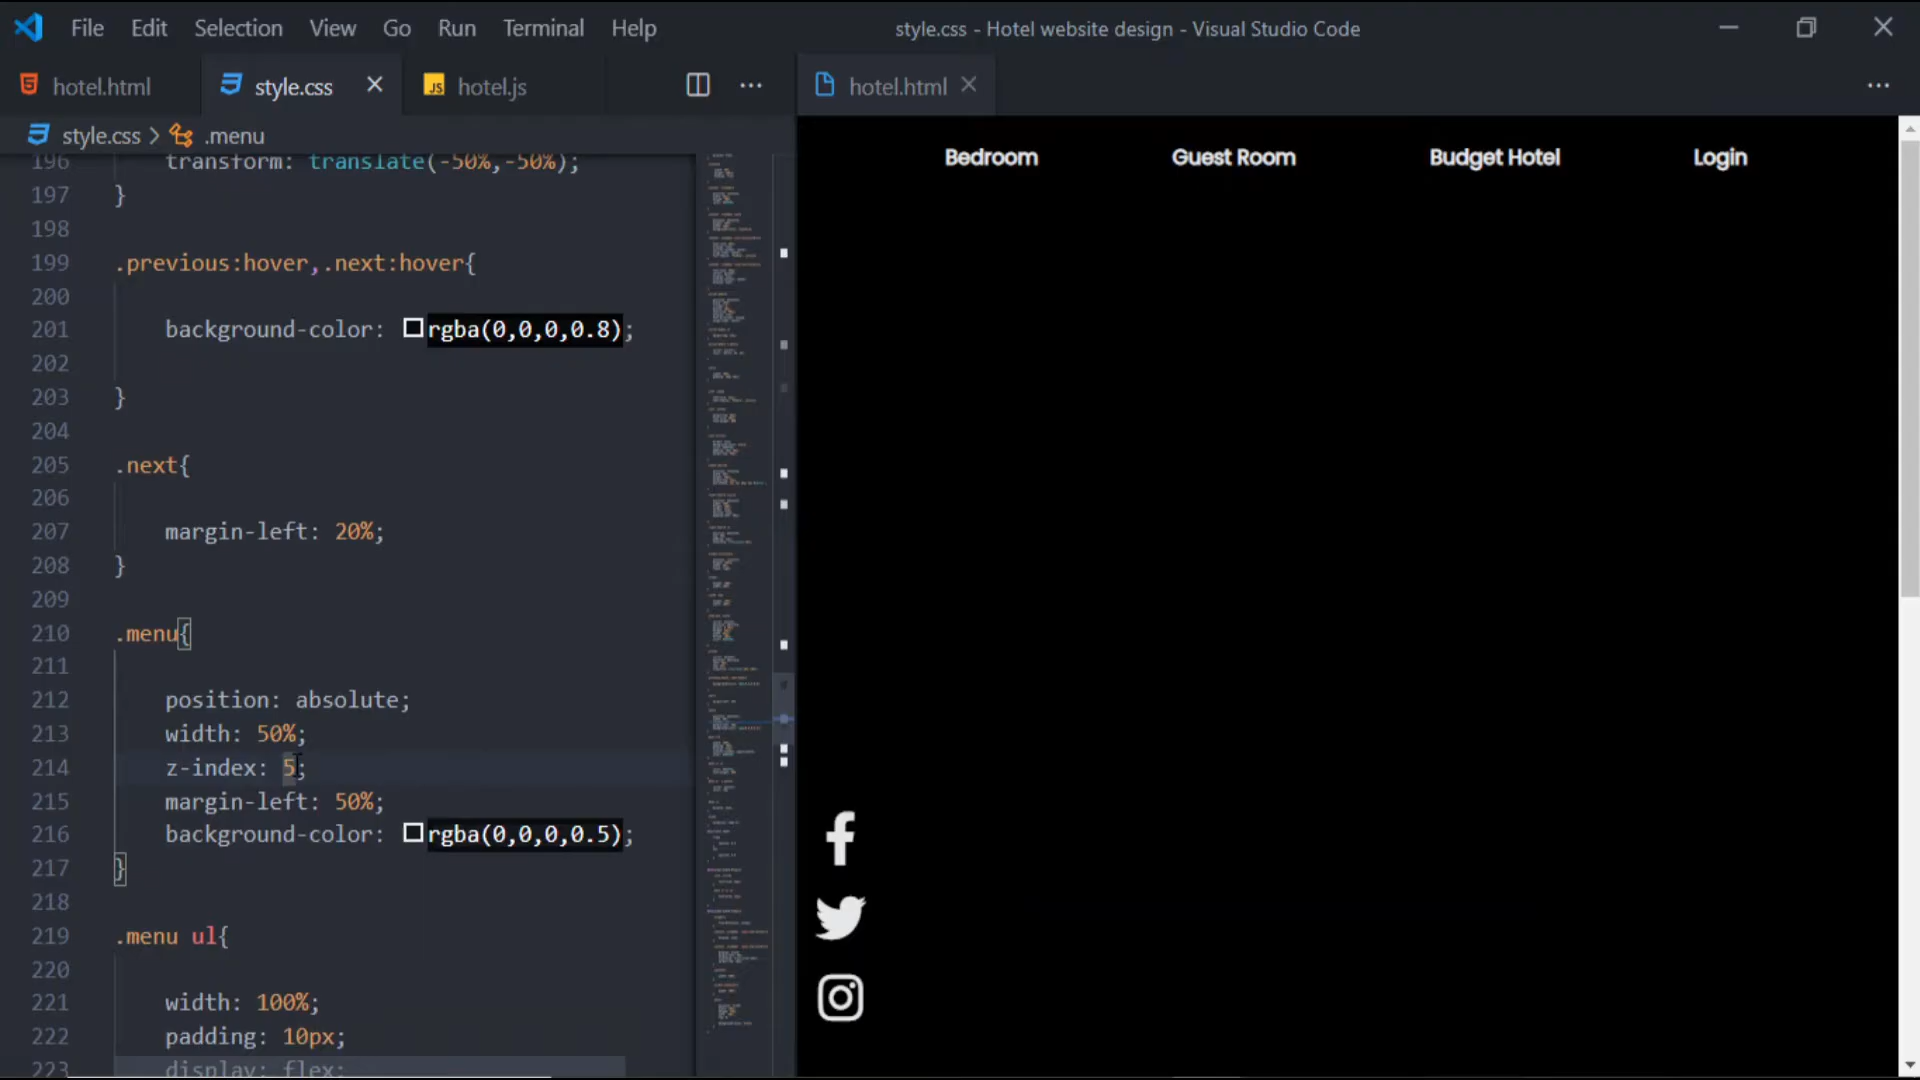 File Edit Selection View Go Run Terminal Help
style.css - Hotel website design - Visual Studio Code
hotel.html
style.css
JS hotel.js
hotel.html
style.css > .menu
196 transform: translate(-50%,-50%);
197 }
198
199 .previous:hover,.next:hover{
200
201 background-color: rgba(0,0,0,0.8);
202
203 }
204
205 .next{
206
207 margin-left: 20%;
208 }
209
210 .menu{
211
212 position: absolute;
213 width: 50%;
214 z-index: 5;
215 margin-left: 50%;
216 background-color: rgba(0,0,0,0.5);
217 }
218
219 .menu ul{
220
221 width: 100%;
222 padding: 10px;
223 display: flex;
Bedroom Guest Room Budget Hotel Login